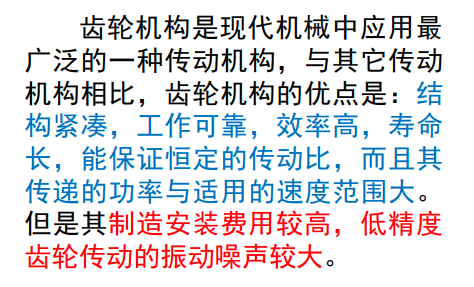 齿轮机构是现代机械中应用最
广泛的一种传动机构，与其它传动
机构相比，齿轮机构的优点是：结
构紧凑，工作可靠，效率高，寿命
长，能保证恒定的传动比，而且其
传递的功率与适用的速度范围大。
但是其制造安装费用较高，低精度
齿轮传动的振动噪声较大。